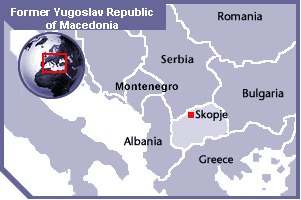 Former Yugoslav Republic
of Macedonia
Romania
Serbia
Montenegro
Bulgaria
Skopje
Albania
Greece